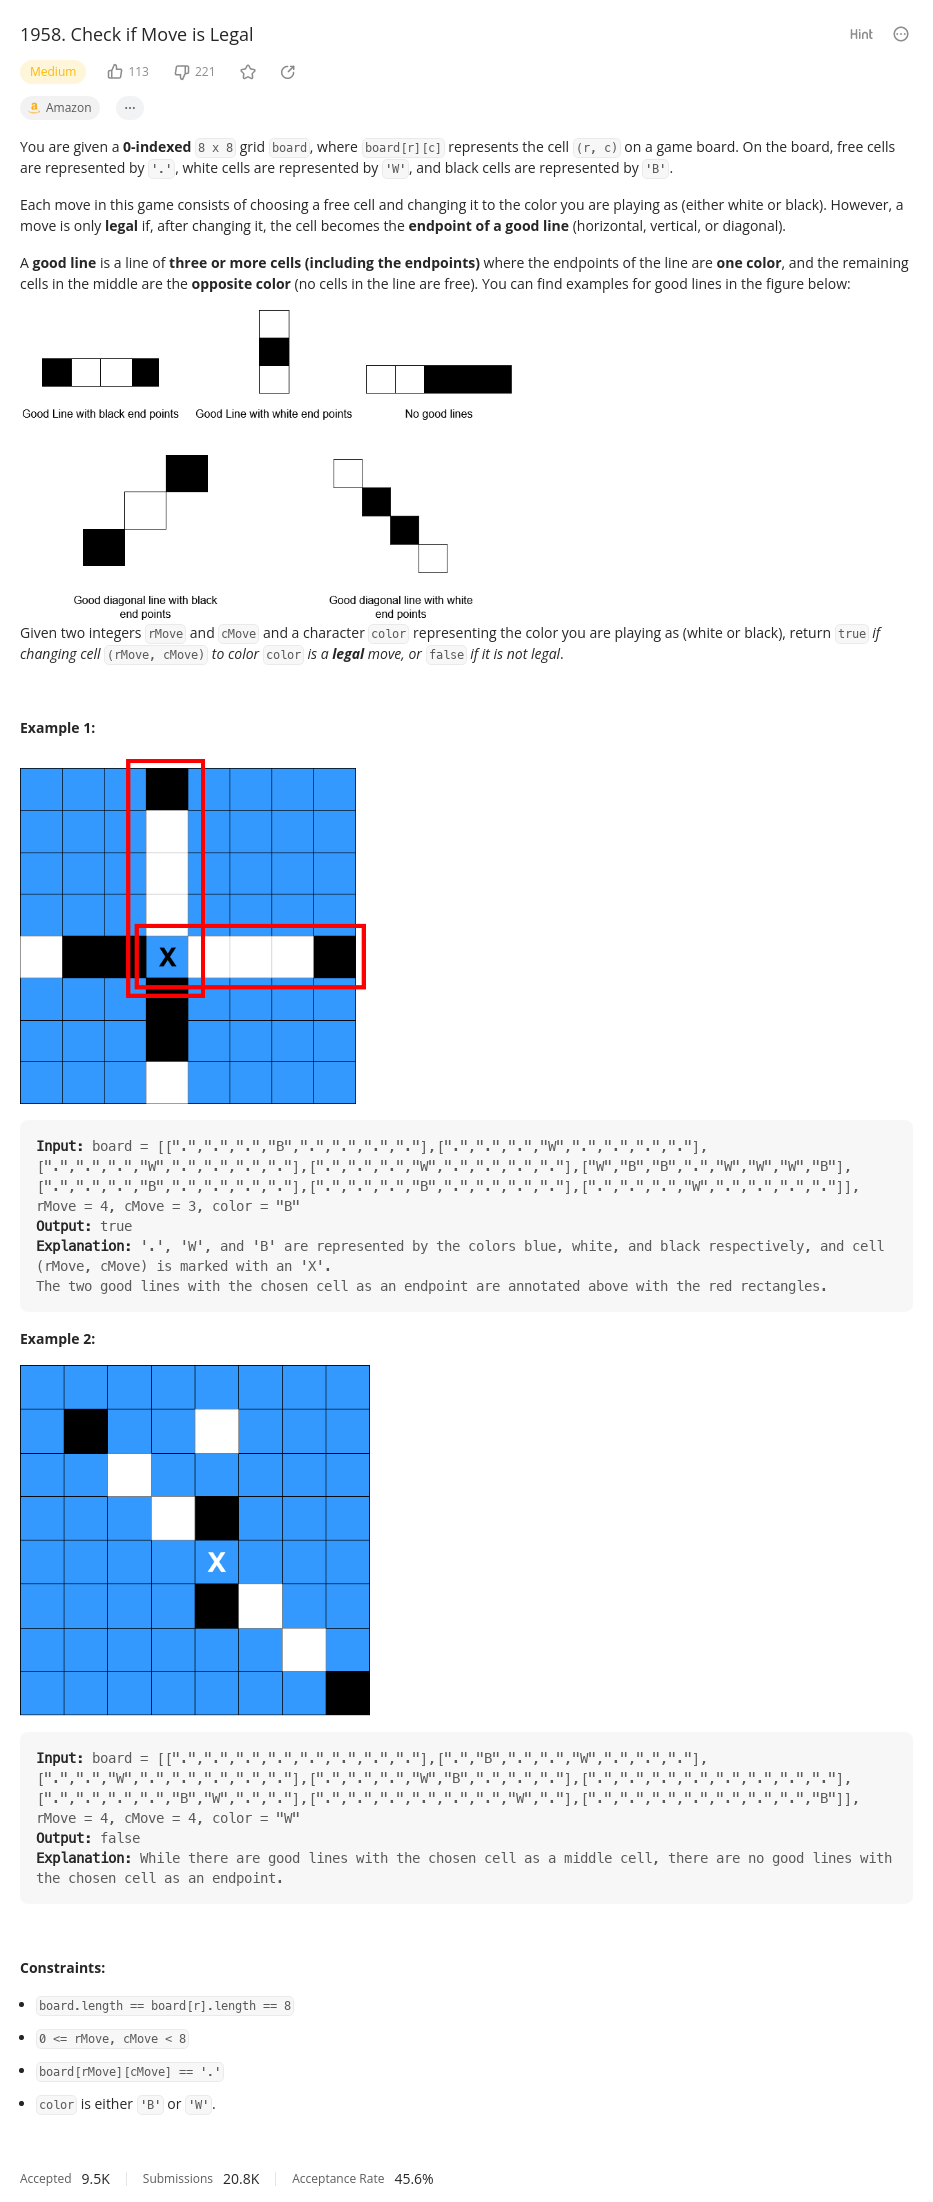 1958. Check if Move is Legal
Hint
Medium 113 221
a Amazon ...
You are given a 0-indexed 8 x 8 grid board, where board[r][c] represents the cell (r, c) on a game board. On the board, free cells
are represented by '.', white cells are represented by 'W', and black cells are represented by 'B'.
Each move in this game consists of choosing a free cell and changing it to the color you are playing as (either white or black). However, a
move is only legal if, after changing it, the cell becomes the endpoint of a good line (horizontal, vertical, or diagonal).
A good line is a line of three or more cells (including the endpoints) where the endpoints of the line are one color, and the remaining
cells in the middle are the opposite color (no cells in the line are free). You can find examples for good lines in the figure below:
Good Line with black end points Good Line with white end points No good lines
Good diagonal line with black Good diagonal line with white
end points end points
Given two integers rMove and cMove and a character color representing the color you are playing as (white or black), return true if
changing cell (rMove, cMove) to color color is a legal move, or false if it is not legal.
Example 1:
X
Input: board = [[".",".",".","B",".",".",".","."],[".",".",".","W",".",".",".","."],
[".",".",".","W",".",".",".","."],[".",".",".","W",".",".",".","."],["W","B","B",".","W","W","W","B"],
[".",".",".","B",".",".",".","."],[".",".",".","B",".",".",".","."],[".",".",".","W",".",".",".","."]],
rMove = 4, cMove = 3, color = "B"
Output: true
Explanation: '.', 'W', and 'B' are represented by the colors blue, white, and black respectively, and cell
(rMove, cMove) is marked with an 'X'.
The two good lines with the chosen cell as an endpoint are annotated above with the red rectangles.
Example 2:
X
Input: board = [[".",".",".",".",".",".",".","."],[".","B",".",".","W",".",".","."],
[".",".","W",".",".",".",".","."],[".",".",".","W","B",".",".","."],[".",".",".",".",".",".",".","."],
[".",".",".",".","B","W",".","."],[".",".",".",".",".",".","W","."],[".",".",".",".",".",".",".","B"]],
rMove = 4, cMove = 4, color = "W"
Output: false
Explanation: While there are good lines with the chosen cell as a middle cell, there are no good lines with
the chosen cell as an endpoint.
Constraints:
• board.length == board[r].length == 8
• 0 <= rMove, cMove < 8
• board[rMove][cMove] == '.'
• color is either 'B' or 'W'.
Accepted 9.5K Submissions 20.8K Acceptance Rate 45.6%